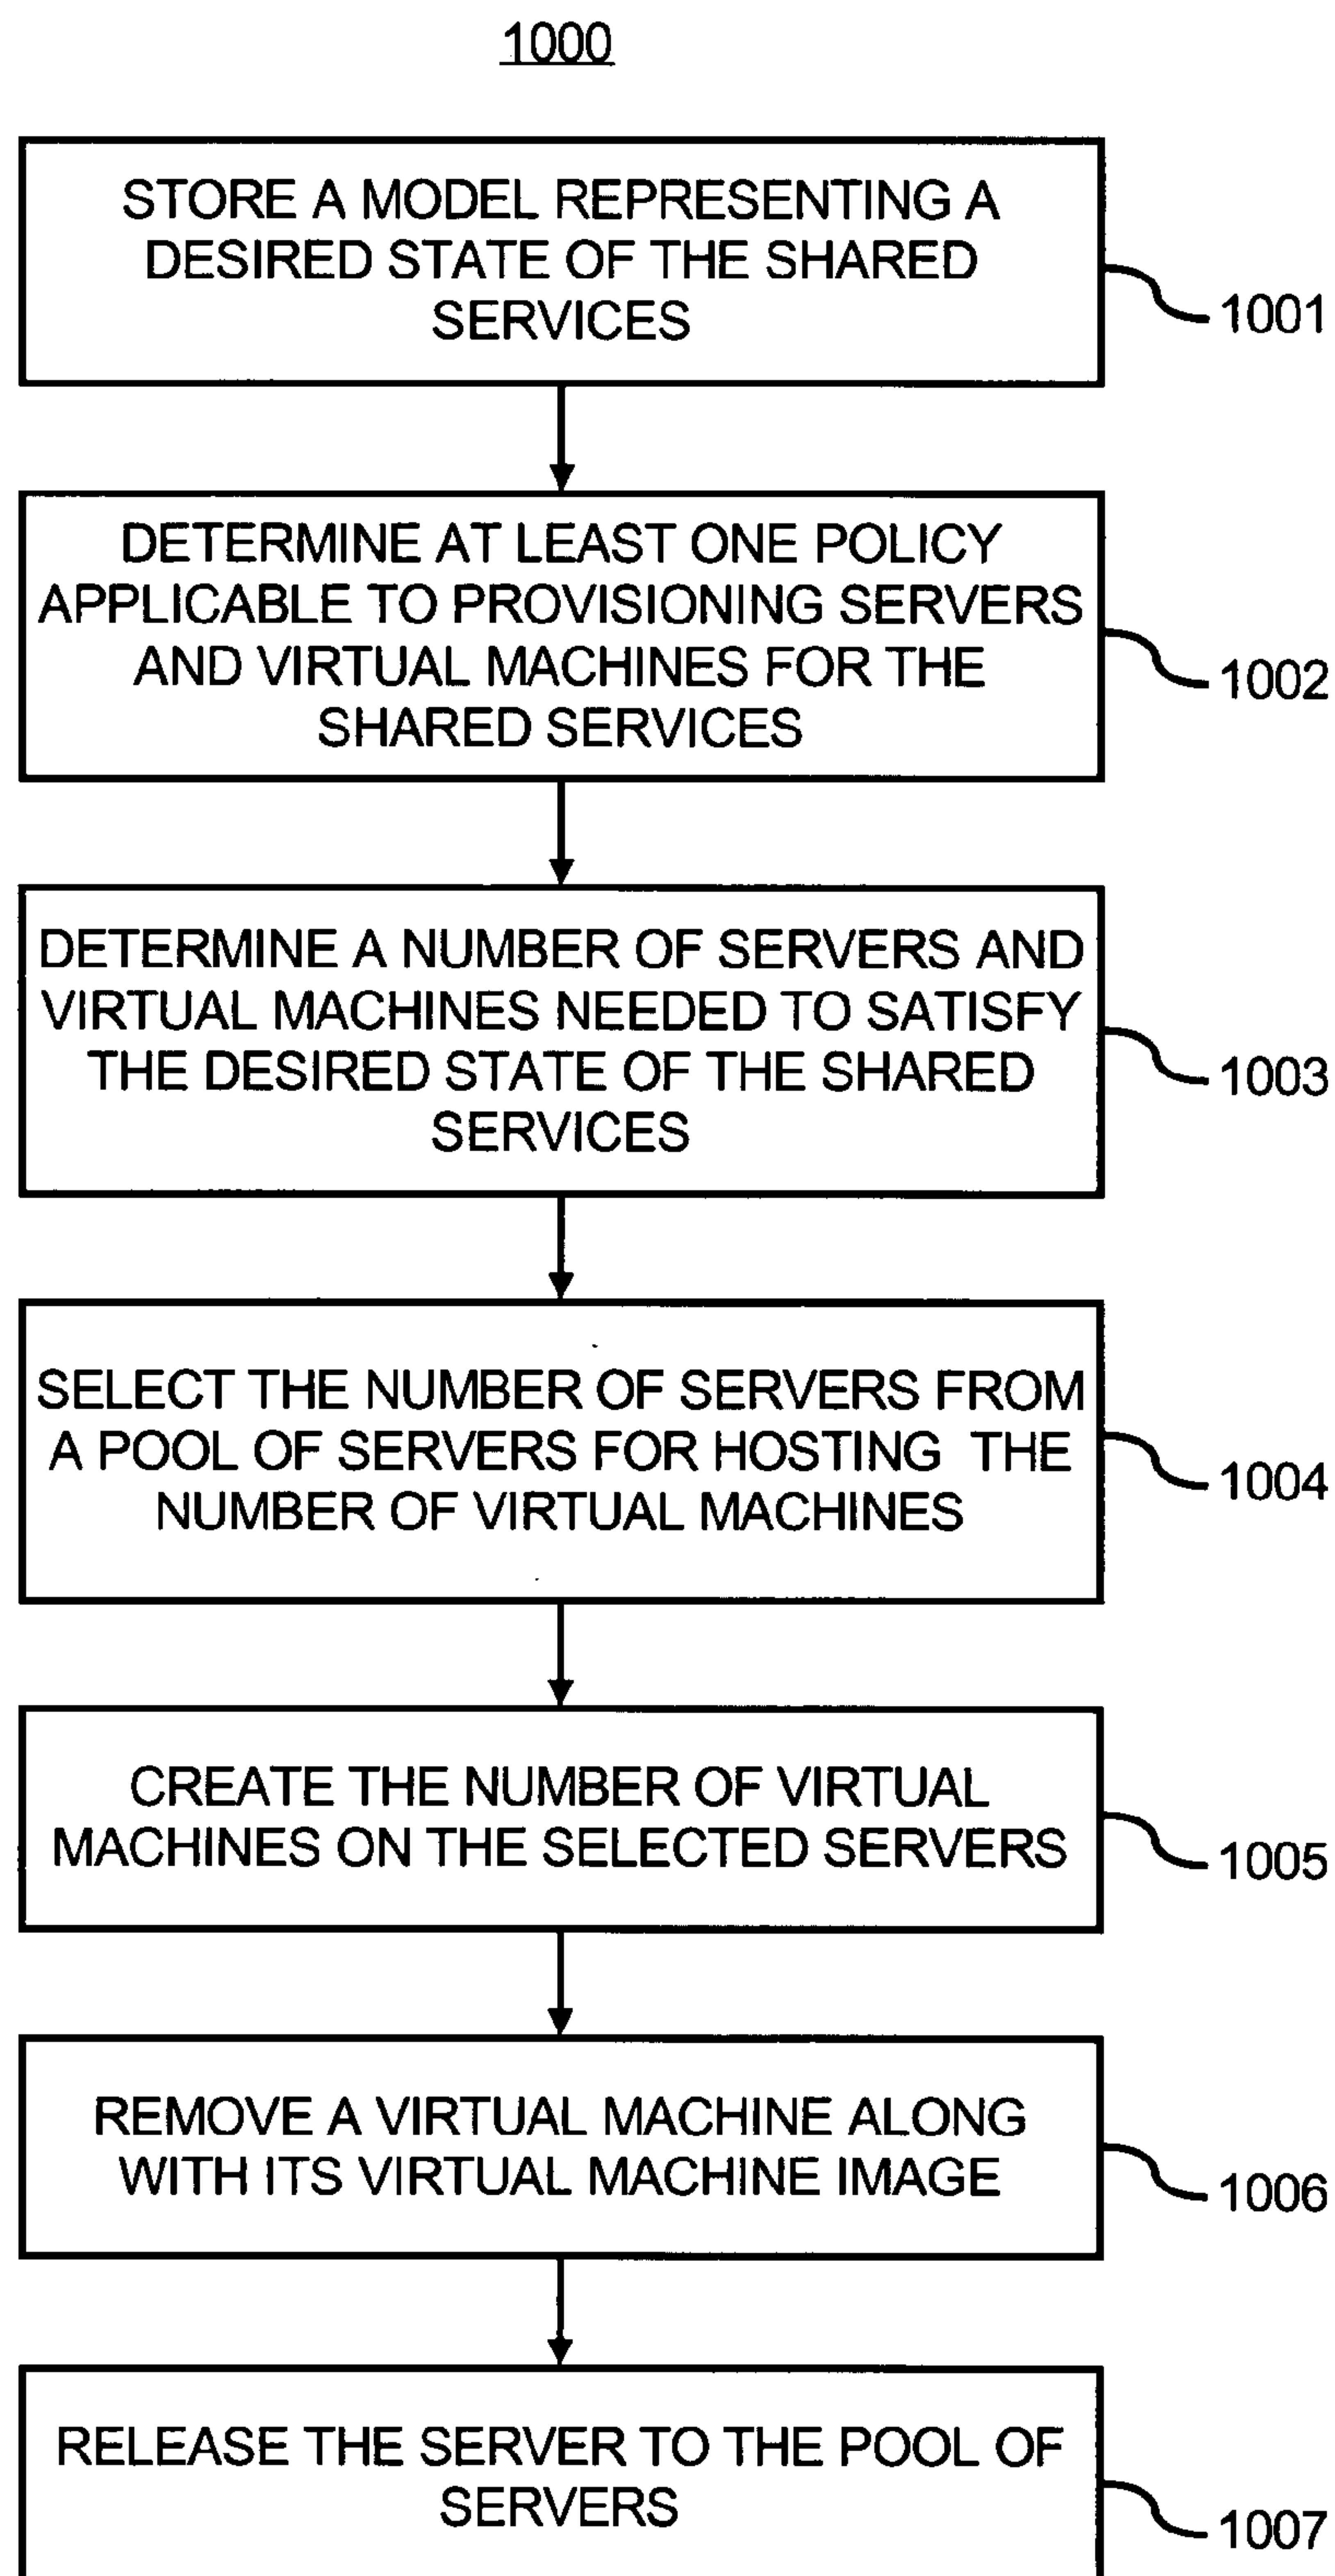 1000
STORE A MODEL REPRESENTING A
DESIRED STATE OF THE SHARED
SERVICES
1001
DETERMINE AT LEAST ONE POLICY
APPLICABLE TO PROVISIONING SERVERS
AND VIRTUAL MACHINES FOR THE
SHARED SERVICES
1002
DETERMINE A NUMBER OF SERVERS AND
VIRTUAL MACHINES NEEDED TO SATISFY
THE DESIRED STATE OF THE SHARED
SERVICES
1003
SELECT THE NUMBER OF SERVERS FROM
A POOL OF SERVERS FOR HOSTING THE
NUMBER OF VIRTUAL MACHINES
1004
CREATE THE NUMBER OF VIRTUAL
MACHINES ON THE SELECTED SERVERS
1005
REMOVE A VIRTUAL MACHINE ALONG
WITH ITS VIRTUAL MACHINE IMAGE
1006
RELEASE THE SERVER TO THE POOL OF
SERVERS
1007